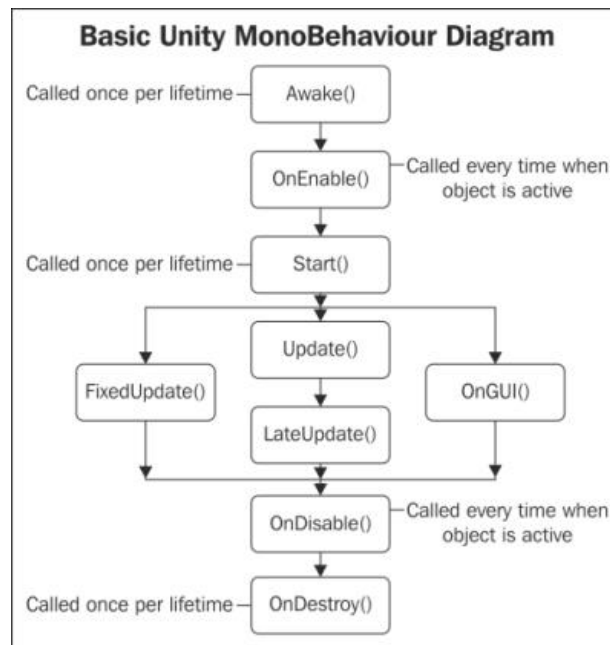 Basic Unity MonoBehaviour Diagram
Called once per lifetime
Awake()
OnEnable()
Called every time when
object is active
Called once per lifetime
Start()
Update()
FixedUpdate()
OnGUI()
LateUpdate()
OnDisable()
Called every time when
object is active
Called once per lifetime
OnDestroy()